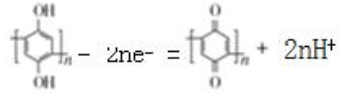 OH O
[ ]n - 2ne- = [ ]n + 2nH⁺
OH O